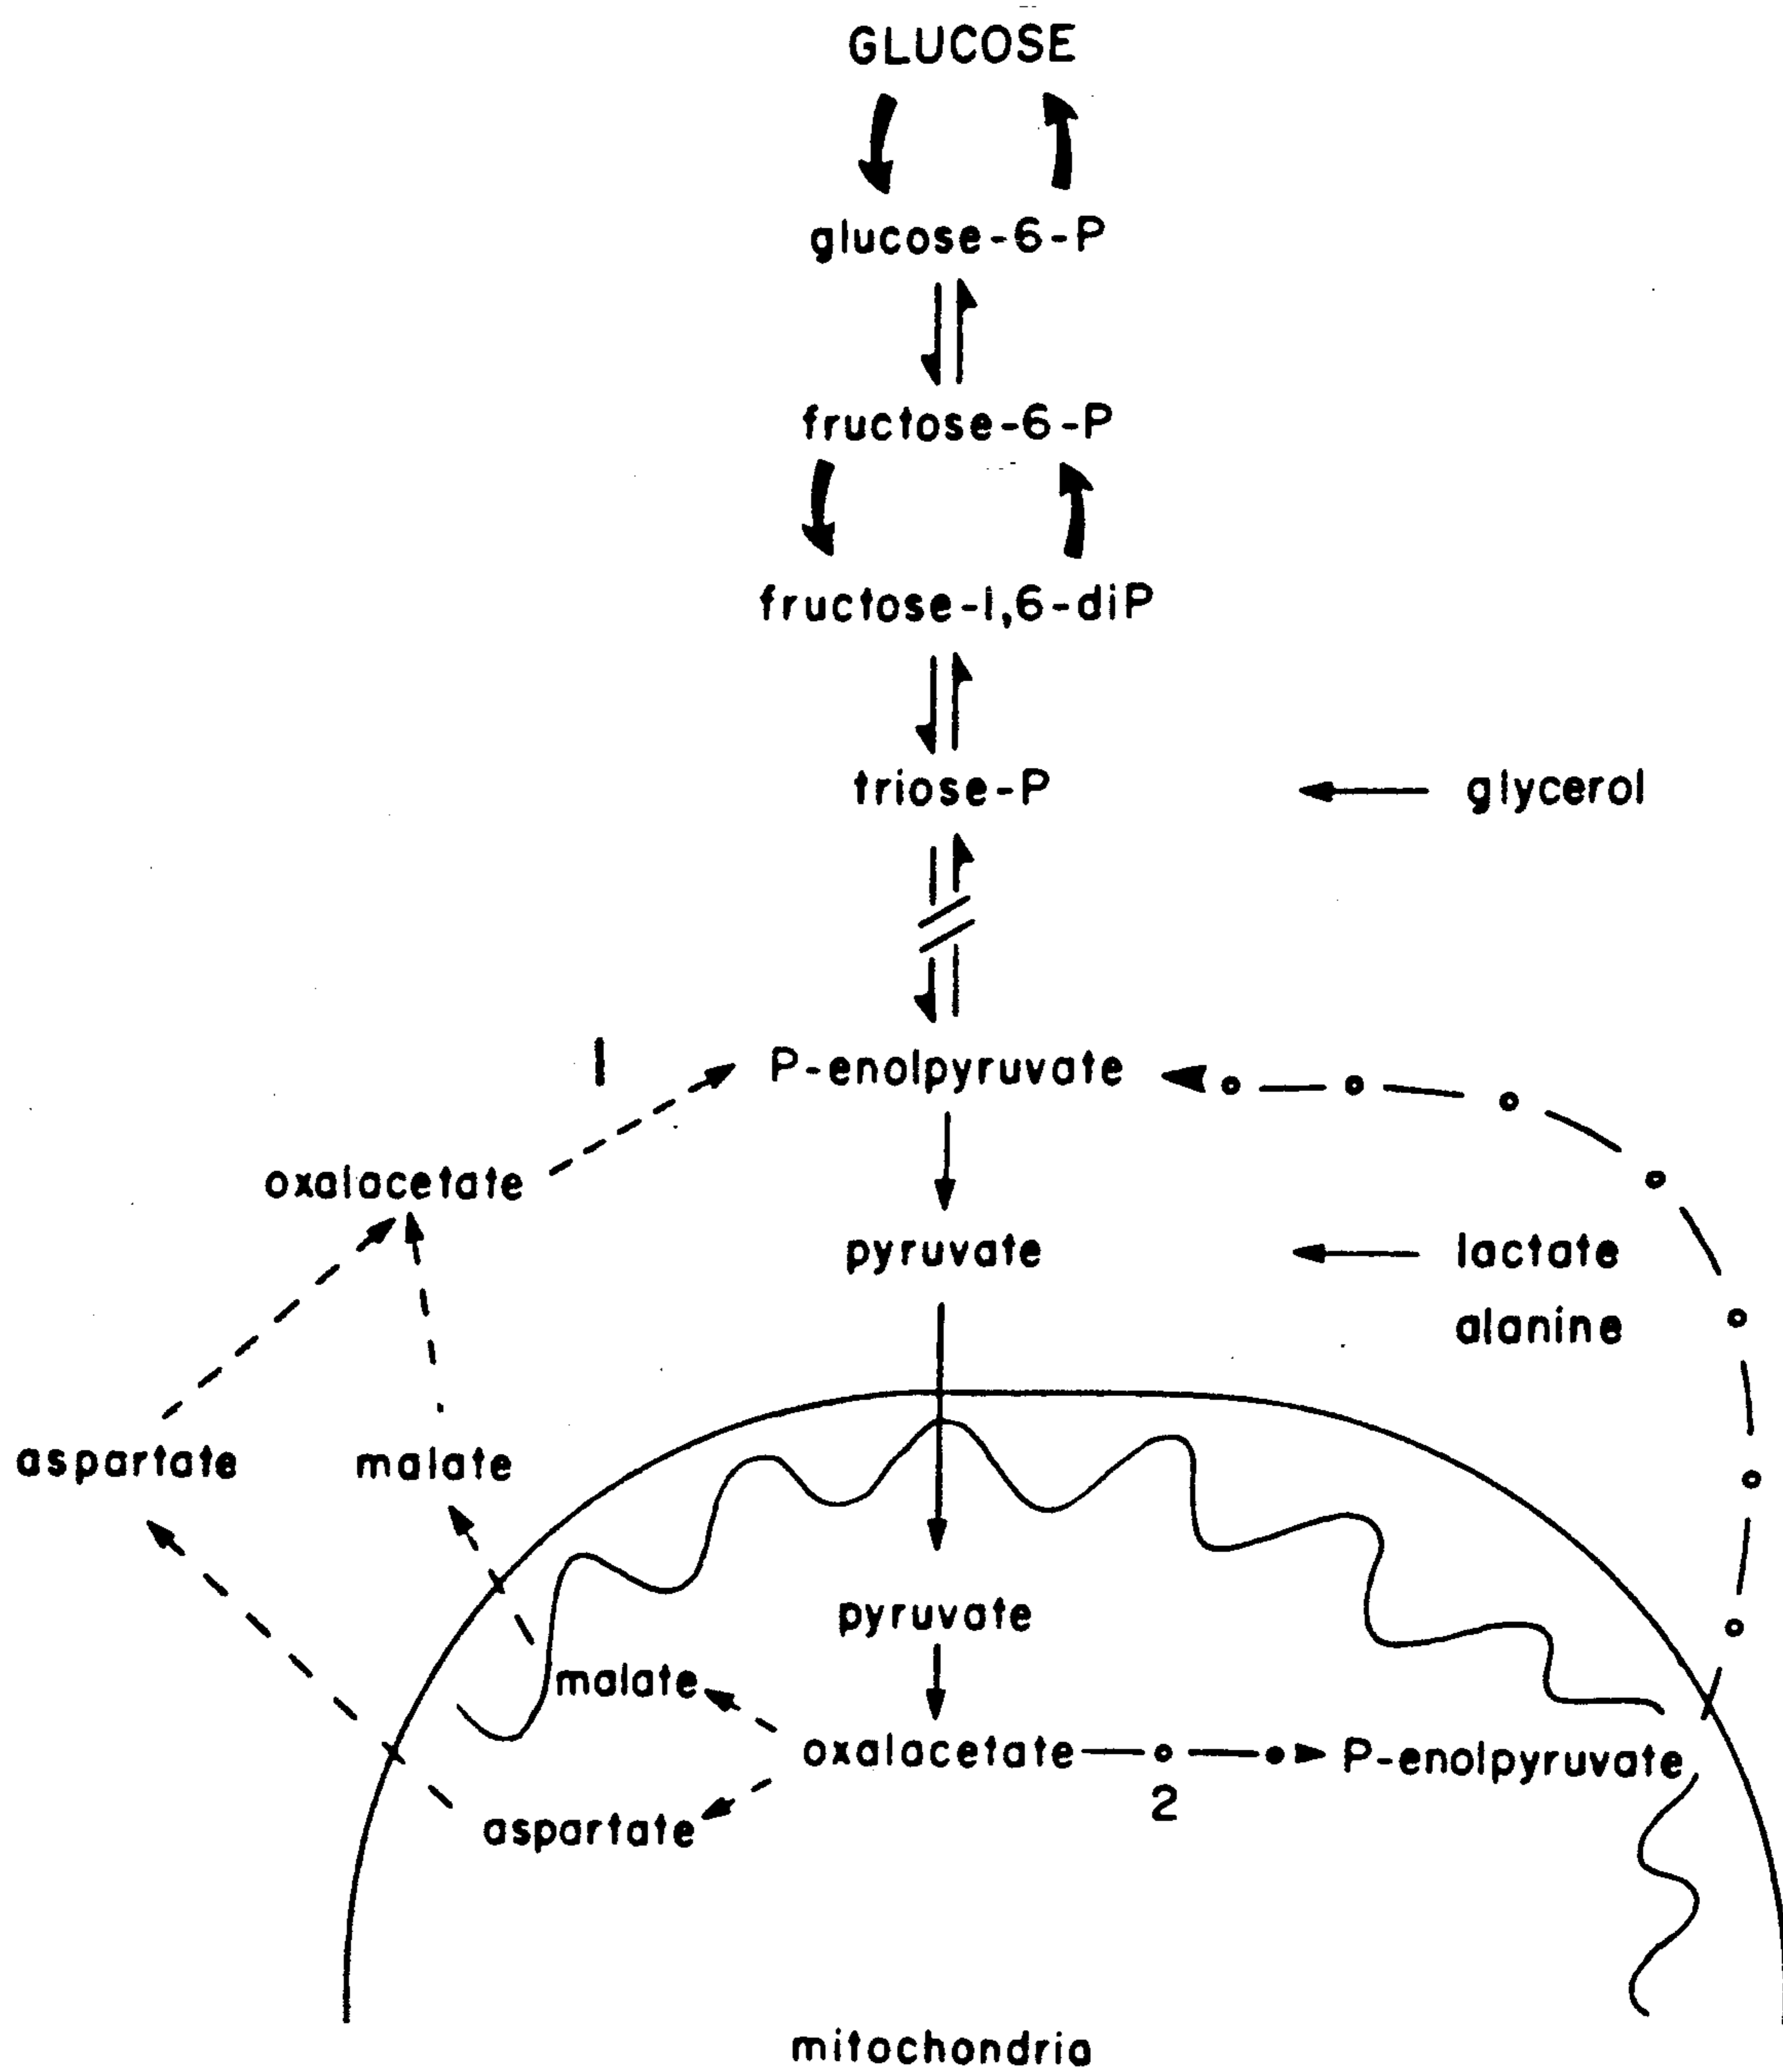 GLUCOSE
glucose-6-P
fructose-6-P
fructose-1,6-diP
triose-P
glycerol
1
P-enolpyruvate
oxalacetate
pyruvate
lactate
alanine
aspartate
malate
pyruvate
malate
oxalacetate
P-enolpyruvate
2
aspartate
mitochondria